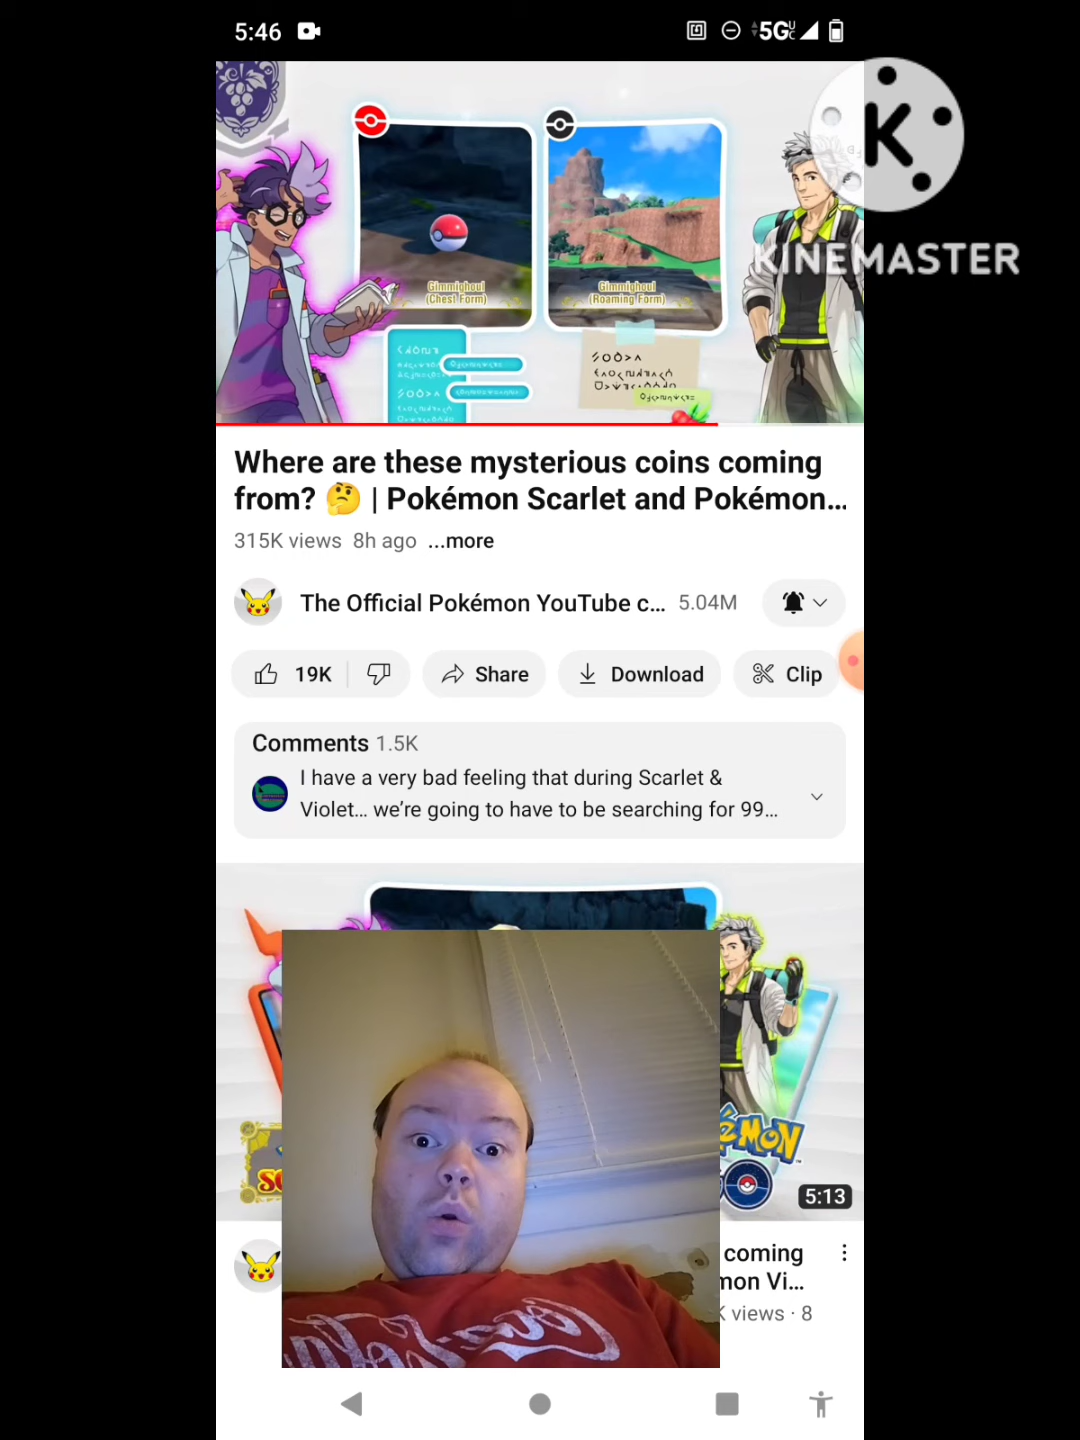 5:46
5G
K
KINEMASTER
Gimmighoul
(Chest Form)
Gimmighoul
(Roaming Form)
Where are these mysterious coins coming
from? 🤔 | Pokémon Scarlet and Pokémon...
315K views 8h ago ...more
The Official Pokémon YouTube c... 5.04M
19K
Share
Download
Clip
Comments 1.5K
I have a very bad feeling that during Scarlet &
Violet... we're going to have to be searching for 99...
GO
5:13
coming
views · 8